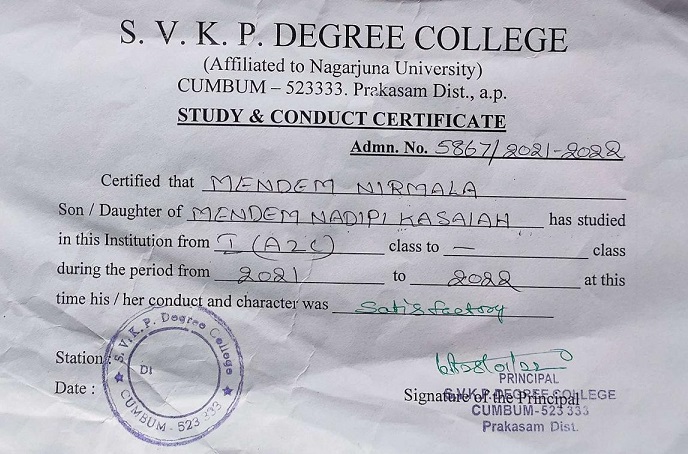 S. V. K. P. DEGREE COLLEGE
(Affiliated to Nagarjuna University)
CUMBUM – 523333. Prakasam Dist., a.p.
STUDY & CONDUCT CERTIFICATE
Admn. No. 5867/2021-2022
Certified that MENDEM NIRMALA
Son / Daughter of MENDEM NADIPI KASAIAH has studied
in this Institution from I (A2C) class to — class
during the period from 2021 to 2022 at this
time his / her conduct and character was Satisfactory
Station :
Date :
S.V.K.P. Degree College
CUMBUM - 523 333
PRINCIPAL
Signature of the Principal
S.V.K.P. DEGREE COLLEGE
CUMBUM-523 333
Prakasam Dist.